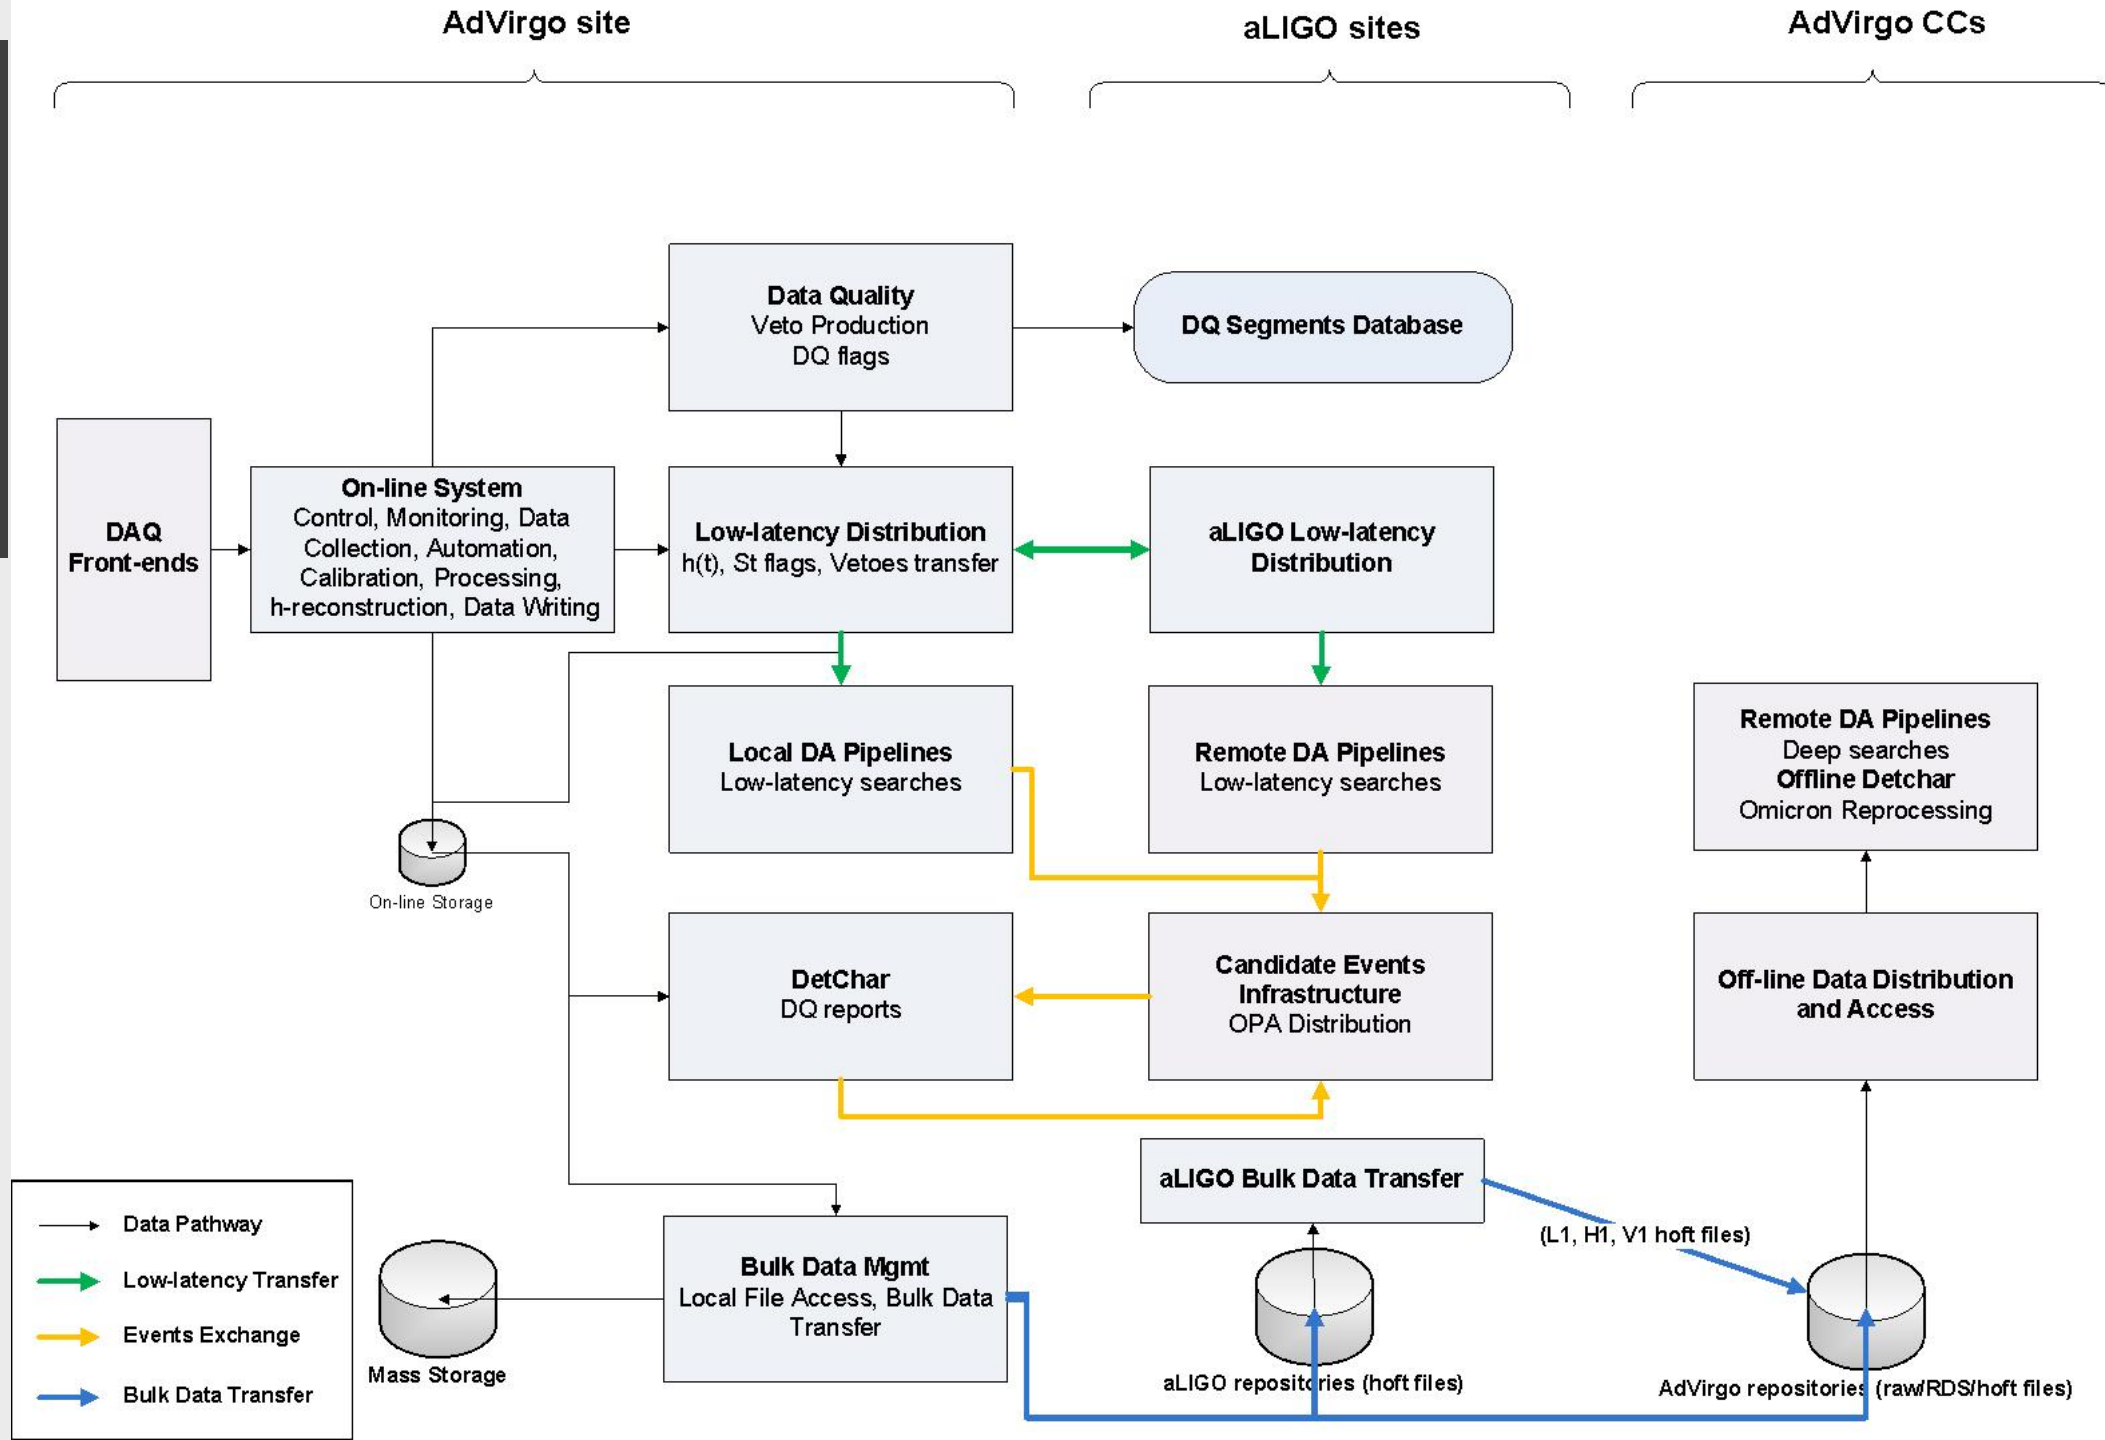 AdVirgo site
aLIGO sites
AdVirgo CCs
Data Quality
Veto Production
DQ flags
DQ Segments Database
DAQ
Front-ends
On-line System
Control, Monitoring, Data
Collection, Automation,
Calibration, Processing,
h-reconstruction, Data Writing
Low-latency Distribution
h(t), St flags, Vetoes transfer
aLIGO Low-latency
Distribution
Local DA Pipelines
Low-latency searches
Remote DA Pipelines
Low-latency searches
Remote DA Pipelines
Deep searches
Offline Detchar
Omicron Reprocessing
On-line Storage
DetChar
DQ reports
Candidate Events
Infrastructure
OPA Distribution
Off-line Data Distribution
and Access
aLIGO Bulk Data Transfer
(L1, H1, V1 hoft files)
Data Pathway
Low-latency Transfer
Events Exchange
Bulk Data Transfer
Mass Storage
Bulk Data Mgmt
Local File Access, Bulk Data
Transfer
aLIGO repositories (hoft files)
AdVirgo repositories (raw/RDS/hoft files)